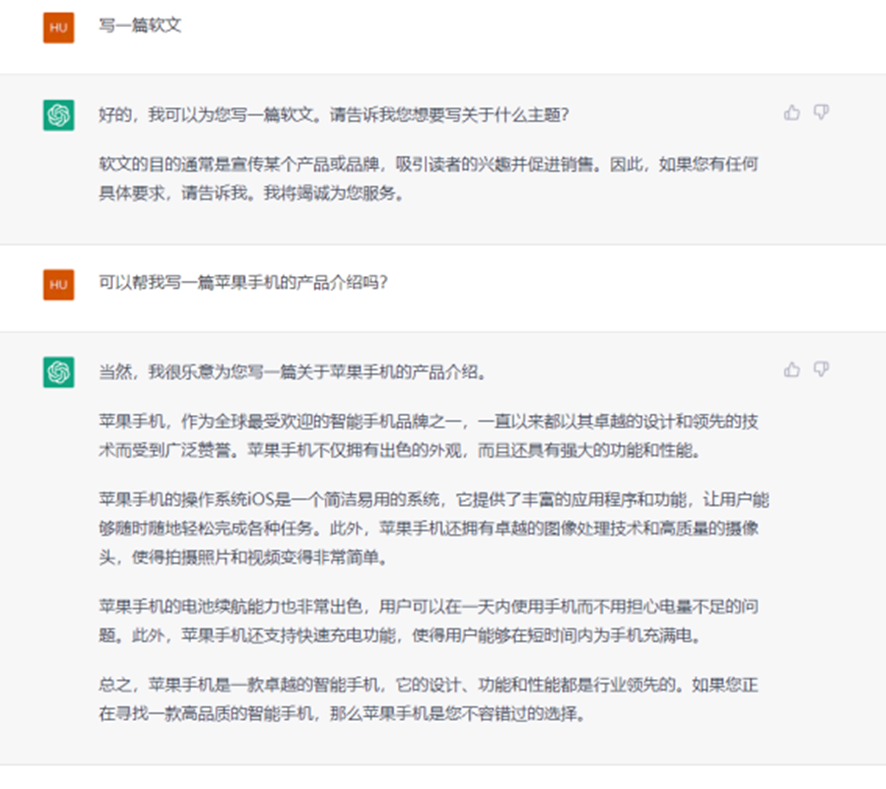 HU
写一篇软文
好的，我可以为您写一篇软文。请告诉我您想要写关于什么主题？
软文的目的通常是宣传某个产品或品牌，吸引读者的兴趣并促进销售。因此，如果您有任何
具体要求，请告诉我。我将竭诚为您服务。
HU
可以帮我写一篇苹果手机的产品介绍吗？
当然，我很乐意为您写一篇关于苹果手机的产品介绍。
苹果手机，作为全球最受欢迎的智能手机品牌之一，一直以来都以其卓越的设计和领先的技
术而受到广泛赞誉。苹果手机不仅拥有出色的外观，而且还具有强大的功能和性能。
苹果手机的操作系统iOS是一个简洁易用的系统，它提供了丰富的应用程序和功能，让用户能
够随时随地轻松完成各种任务。此外，苹果手机还拥有卓越的图像处理技术和高质量的摄像
头，使得拍摄照片和视频变得非常简单。
苹果手机的电池续航能力也非常出色，用户可以在一天内使用手机而不用担心电量不足的问
题。此外，苹果手机还支持快速充电功能，使得用户能够在短时间内为手机充满电。
总之，苹果手机是一款卓越的智能手机，它的设计、功能和性能都是行业领先的。如果您正
在寻找一款高品质的智能手机，那么苹果手机是您不容错过的选择。